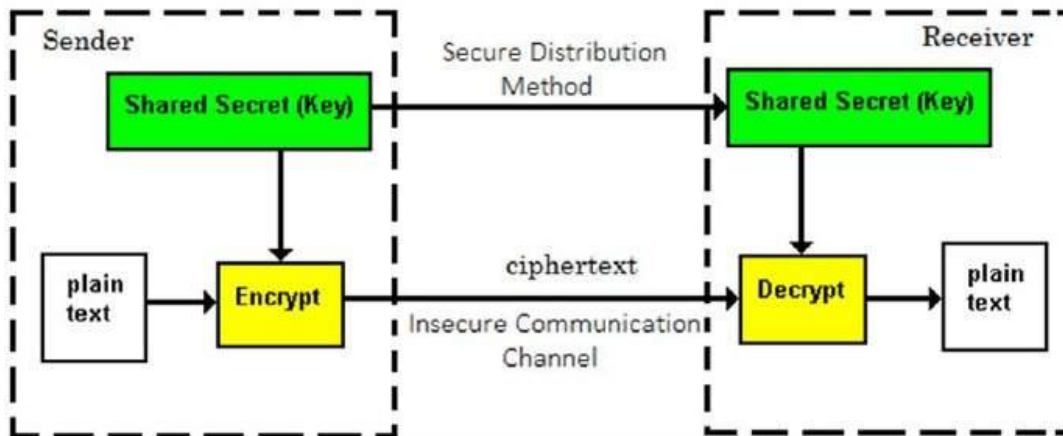 Sender
Secure Distribution
Method
Receiver
Shared Secret (Key)
Shared Secret (Key)
plain
text
Encrypt
ciphertext
Insecure Communication
Channel
Decrypt
plain
text